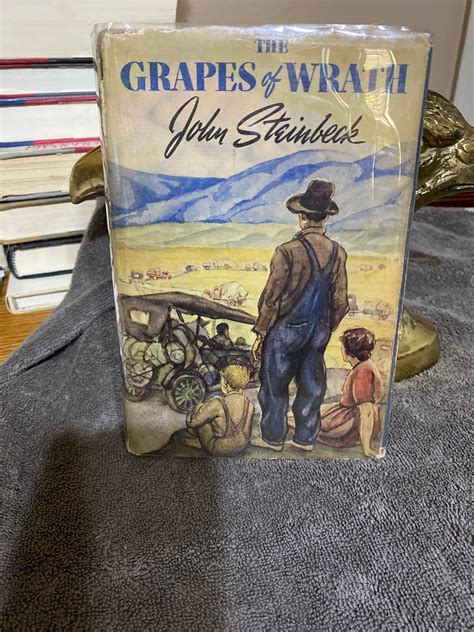 THE
GRAPES of WRATH
John Steinbeck